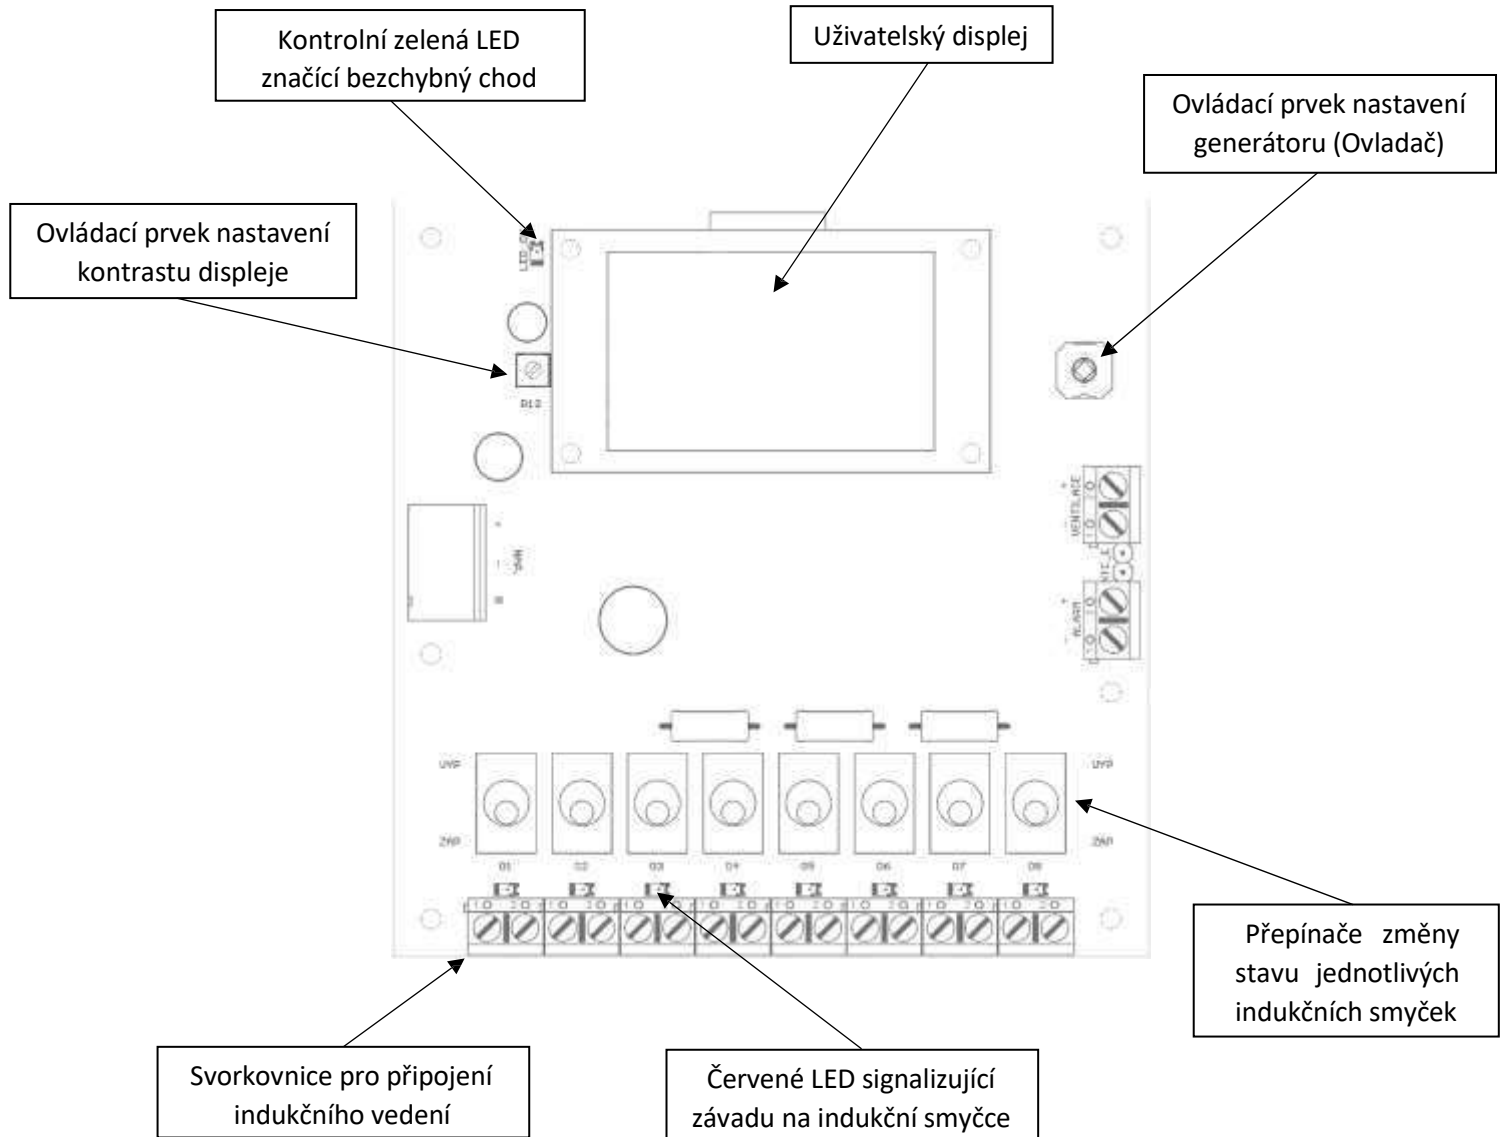 Kontrolní zelená LED
značící bezchybný chod
Uživatelský displej
Ovládací prvek nastavení
generátoru (Ovladač)
Ovládací prvek nastavení
kontrastu displeje
+
VENTILACE
-
+
ALARM
-
VYP
VYP
ZAP
ZAP
Přepínače změny
stavu jednotlivých
indukčních smyček
Svorkovnice pro připojení
indukčního vedení
Červené LED signalizující
závadu na indukční smyčce